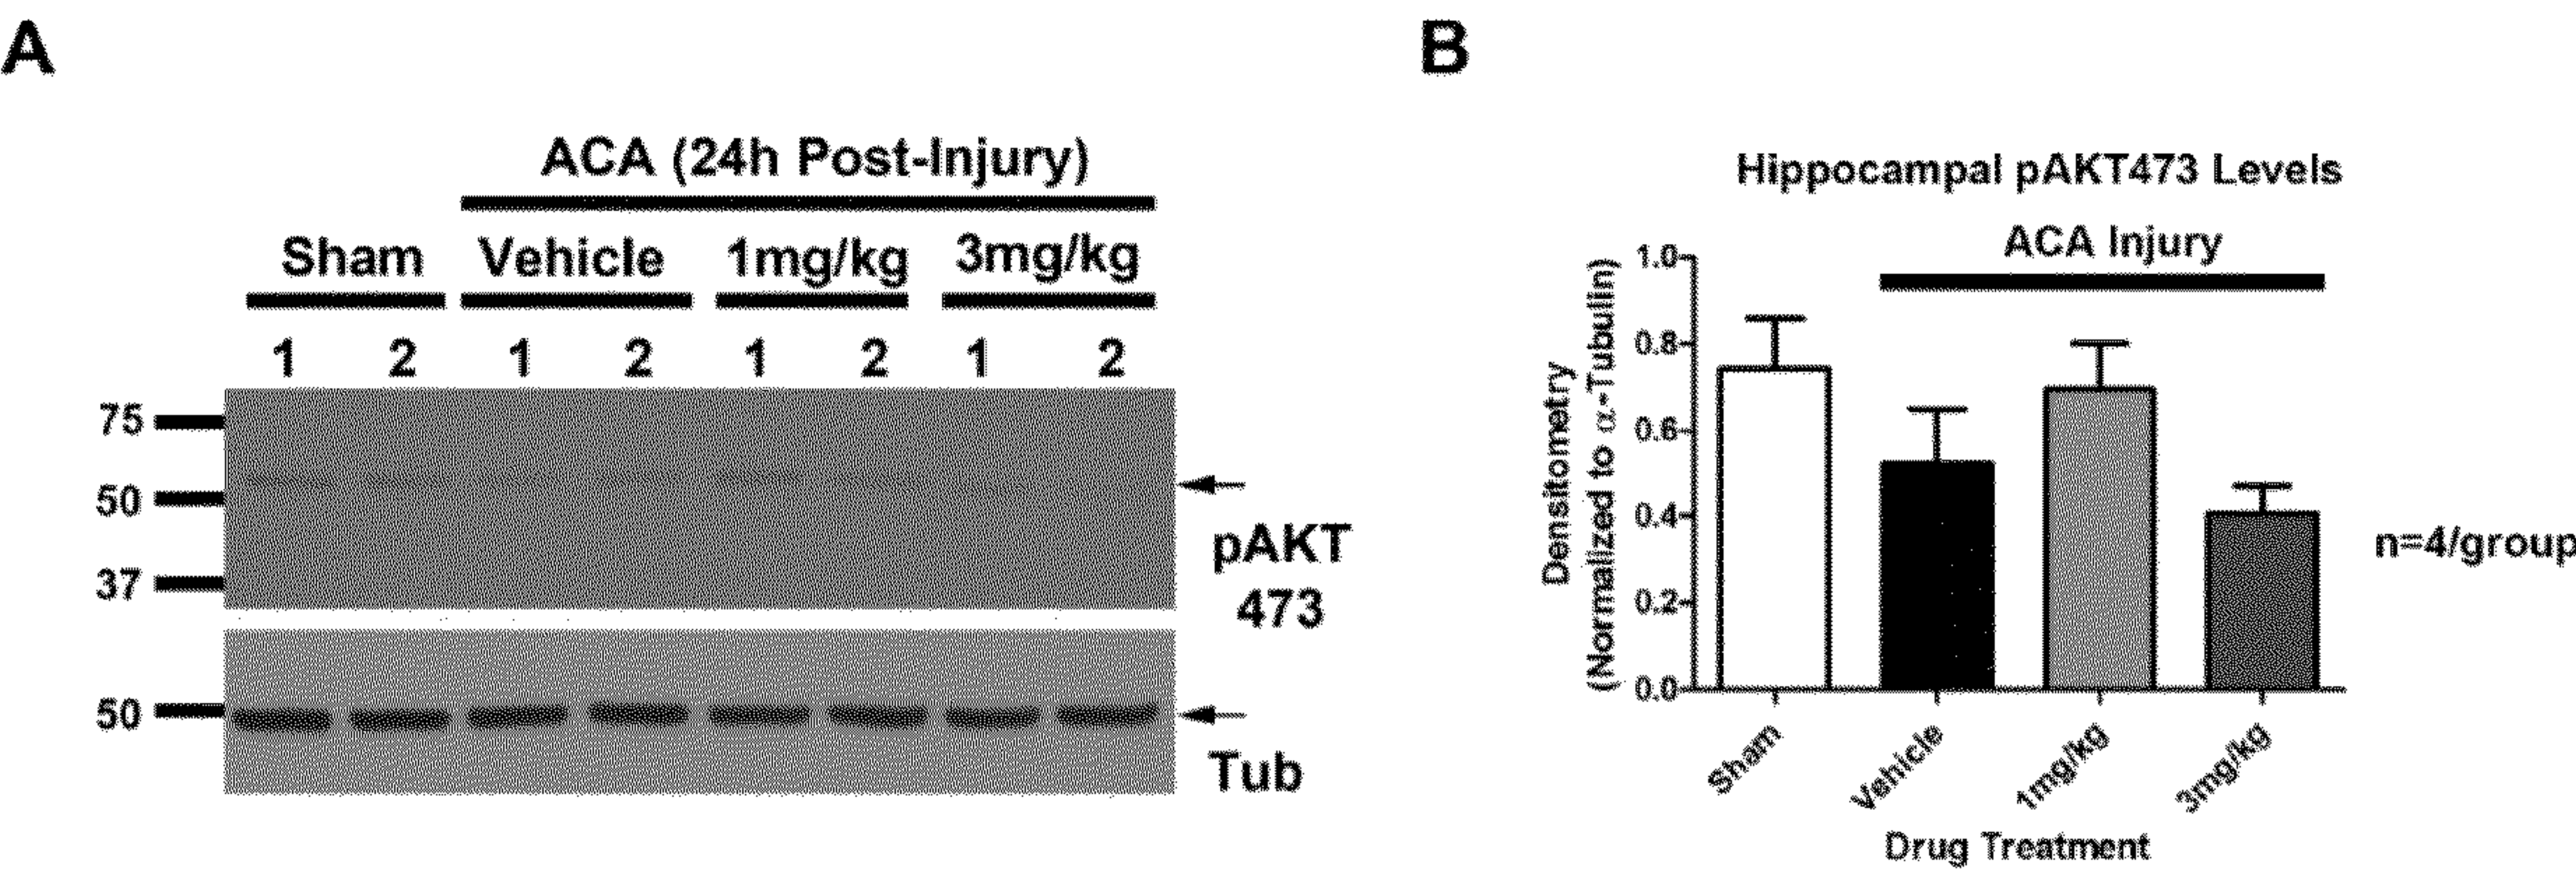 A
ACA (24h Post-Injury)
Sham Vehicle 1mg/kg 3mg/kg
1 2 1 2 1 2 1 2
75
50
37
pAKT
473
50
Tub
B
Hippocampal pAKT473 Levels
ACA Injury
Densitometry
(Normalized to α-Tubulin)
1.0
0.8
0.6
0.4
0.2
0.0
n=4/group
Sham Vehicle 1mg/kg 3mg/kg
Drug Treatment